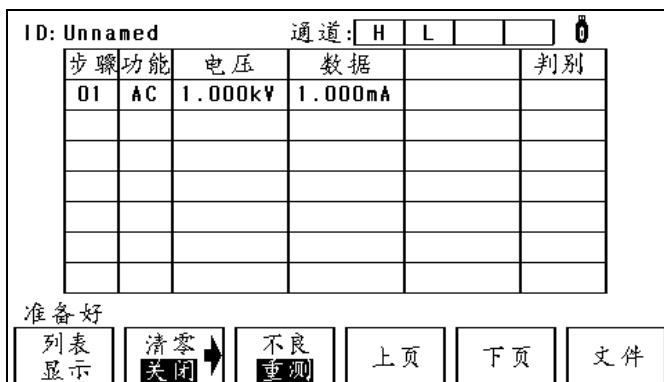 ID: Unnamed 通道: H L
步骤 功能 电压 数据 判别
01 AC 1.000kV 1.000mA
准备好
列表 清零 不良 上页 下页 文件
显示 关闭 重测